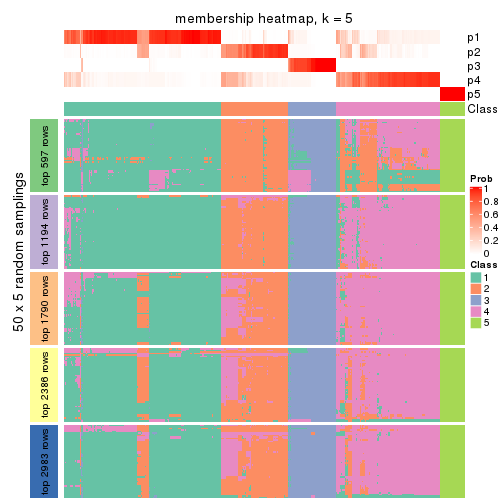 membership heatmap, k = 5
p1
p2
p3
p4
p5
Class
50 x 5 random samplings
top 597 rows
top 1194 rows
top 1790 rows
top 2386 rows
top 2983 rows
Prob
1
0.8
0.6
0.4
0.2
0
Class
1
2
3
4
5